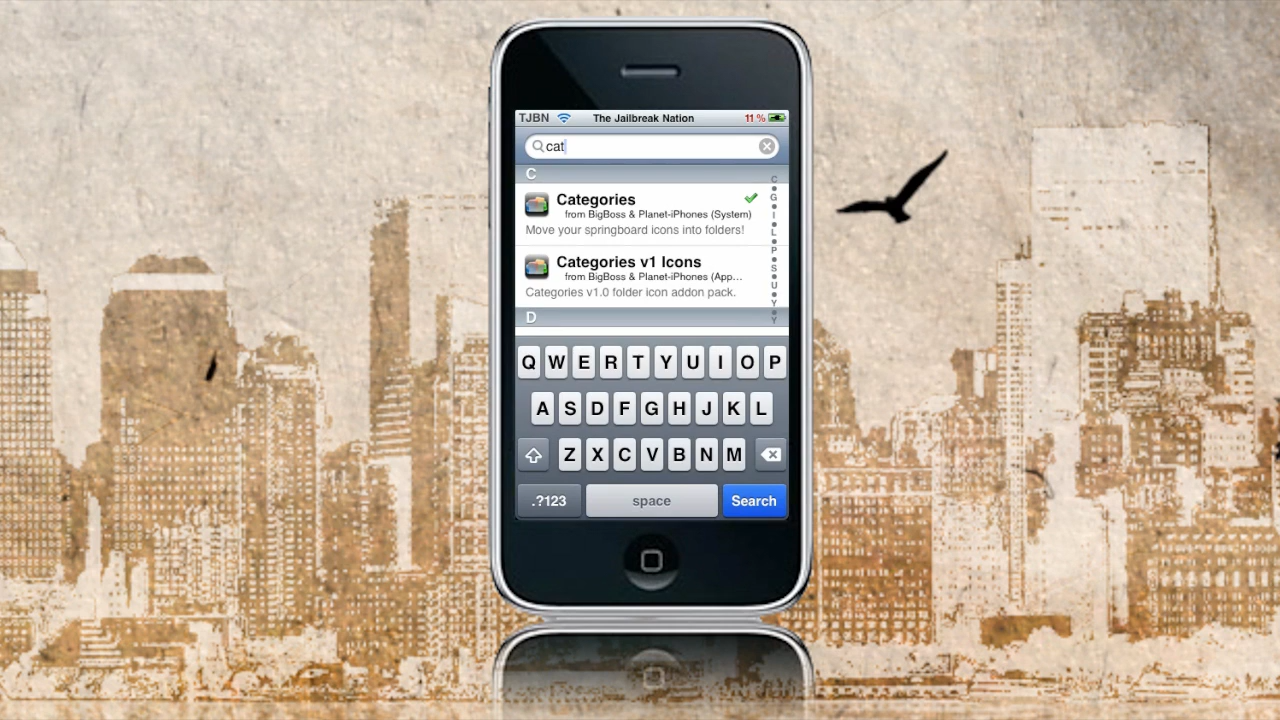 TJBN The Jailbreak Nation 11 %
cat
C
Categories
from BigBoss & Planet-iPhones (System)
Move your springboard icons into folders!
Categories v1 Icons
from BigBoss & Planet-iPhones (App...
Categories v1.0 folder icon addon pack.
D
C
G
I
L
P
S
U
Y
Y
Q W E R T Y U I O P
A S D F G H J K L
Z X C V B N M
.?123 space Search